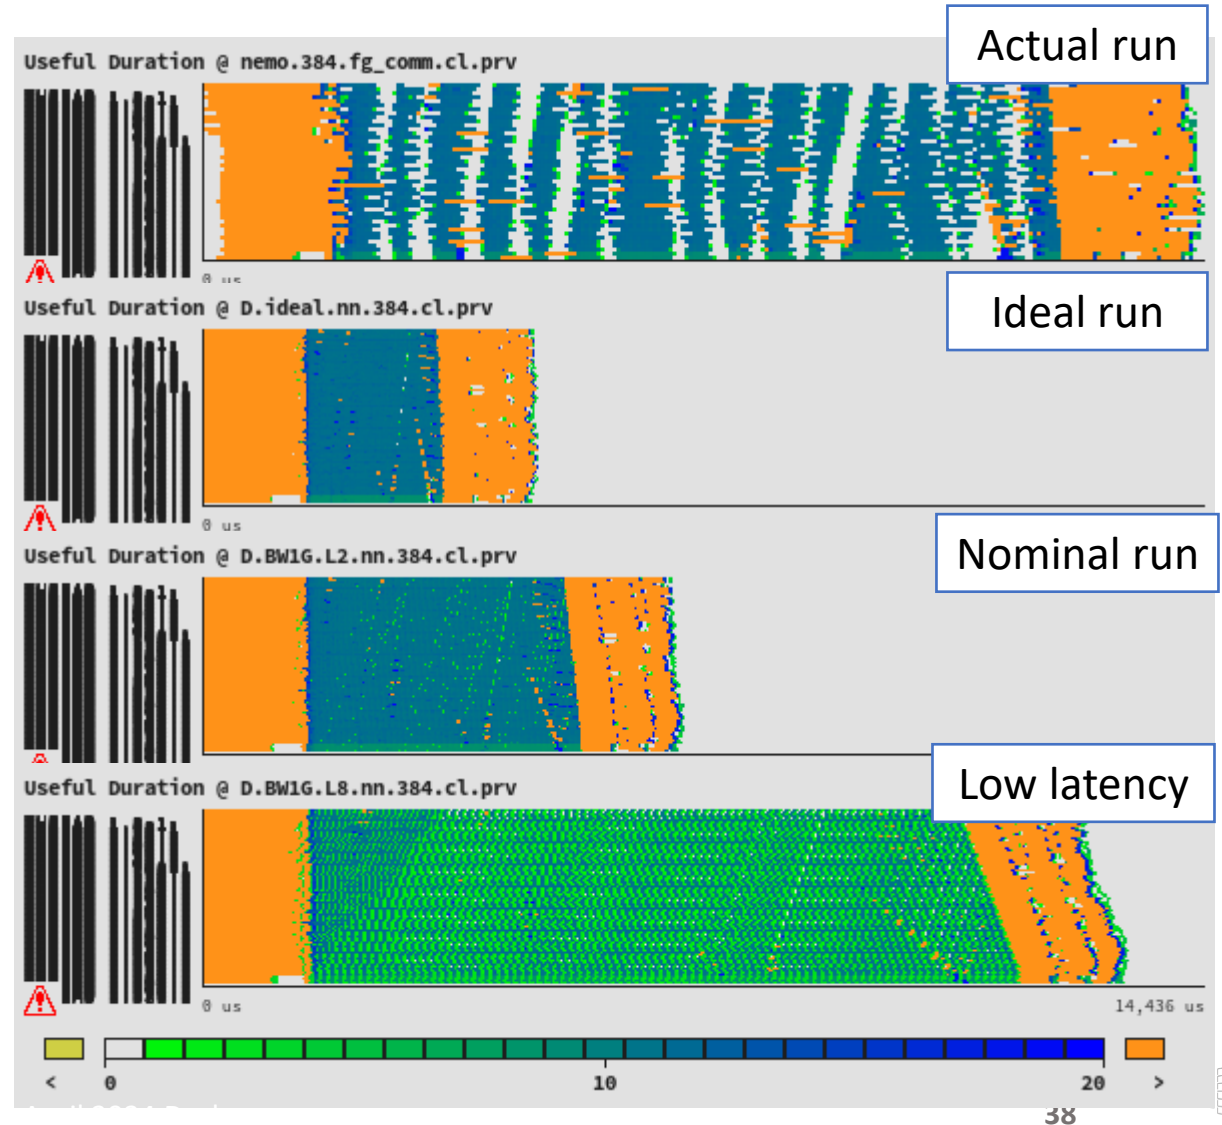 Actual run
Useful Duration @ nemo.384.fg_comm.cl.prv
0 us
Ideal run
Useful Duration @ D.ideal.nn.384.cl.prv
0 us
Nominal run
Useful Duration @ D.BW1G.L2.nn.384.cl.prv
Low latency
Useful Duration @ D.BW1G.L8.nn.384.cl.prv
0 us 14,436 us
< 0 10 20 >
38